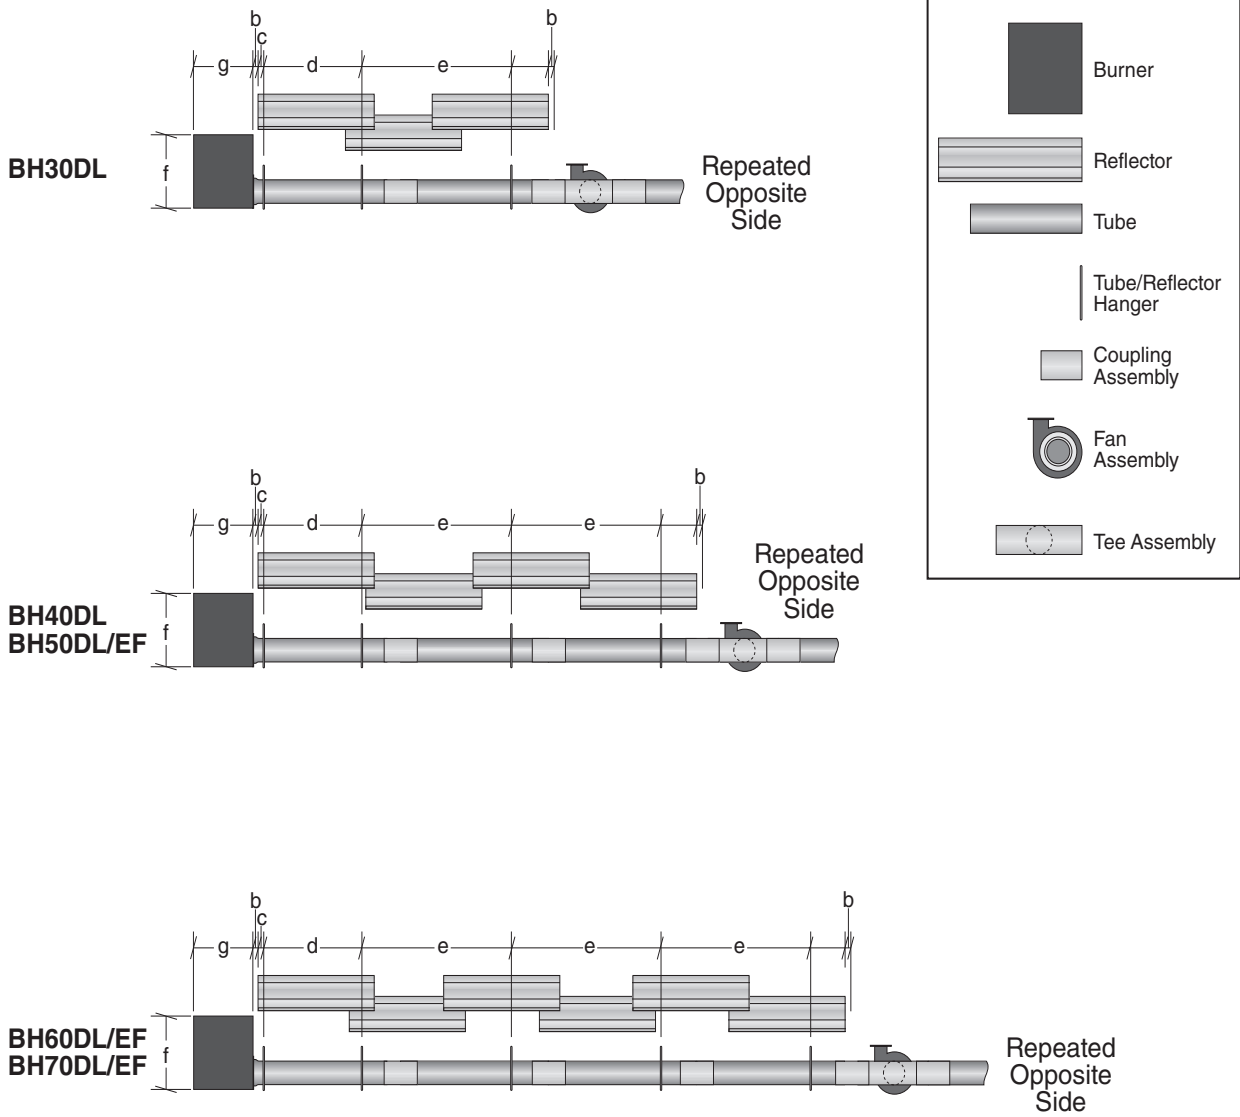 b
c
b
g
d
e
BH30DL
f
Repeated
Opposite
Side
b
c
b
g
d
e
e
BH40DL
BH50DL/EF
f
Repeated
Opposite
Side
b
c
b
g
d
e
e
e
BH60DL/EF
BH70DL/EF
f
Repeated
Opposite
Side
Burner
Reflector
Tube
Tube/Reflector
Hanger
Coupling
Assembly
Fan
Assembly
Tee Assembly